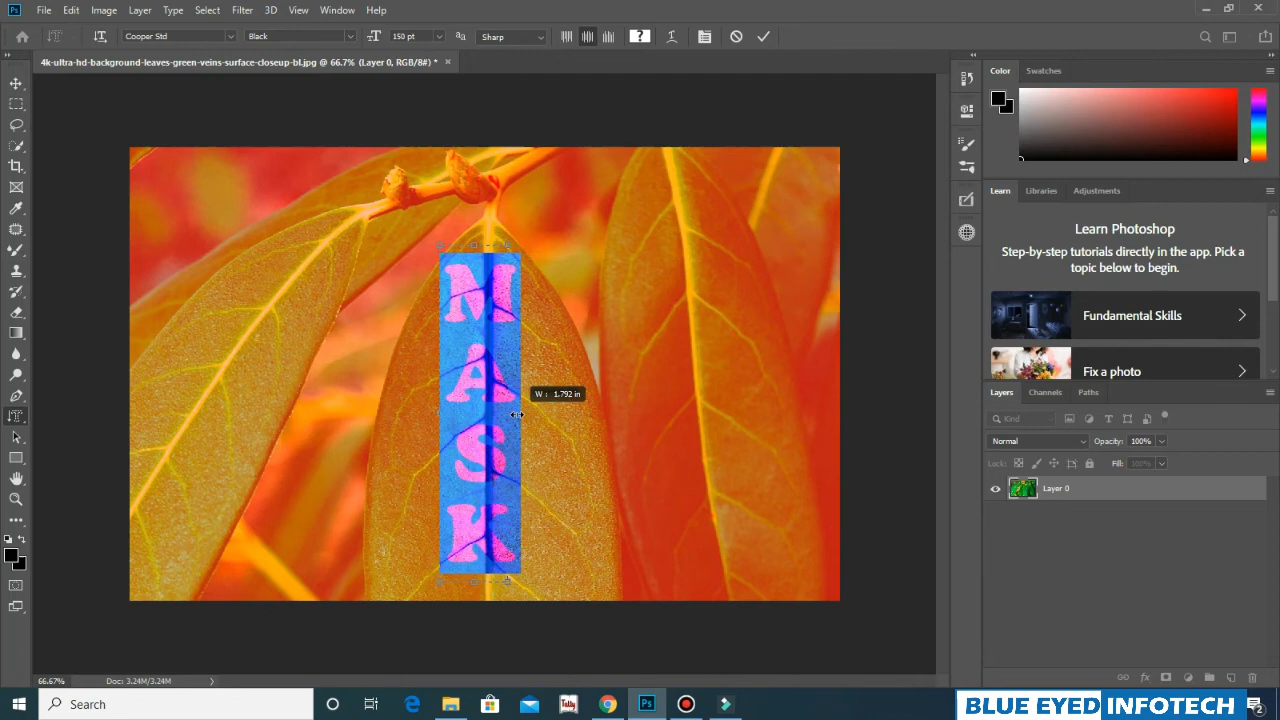 Ps File Edit Image Layer Type Select Filter 3D View Window Help
Cooper Std Black 150 pt Sharp ?
4k-ultra-hd-background-leaves-green-veins-surface-closeup-bl.jpg @ 66.7% (Layer 0, RGB/8#) *
Color Swatches
Learn Libraries Adjustments
Learn Photoshop
Step-by-step tutorials directly in the app. Pick a
topic below to begin.
Fundamental Skills
Fix a photo
M
A
S
K
W : 1.792 in
Layers Channels Paths
Kind
Normal Opacity: 100%
Lock: Fill: 100%
Layer 0
66.67% Doc: 3.24M/3.24M
Search Tally Ps 2
BLUE EYED INFOTECH